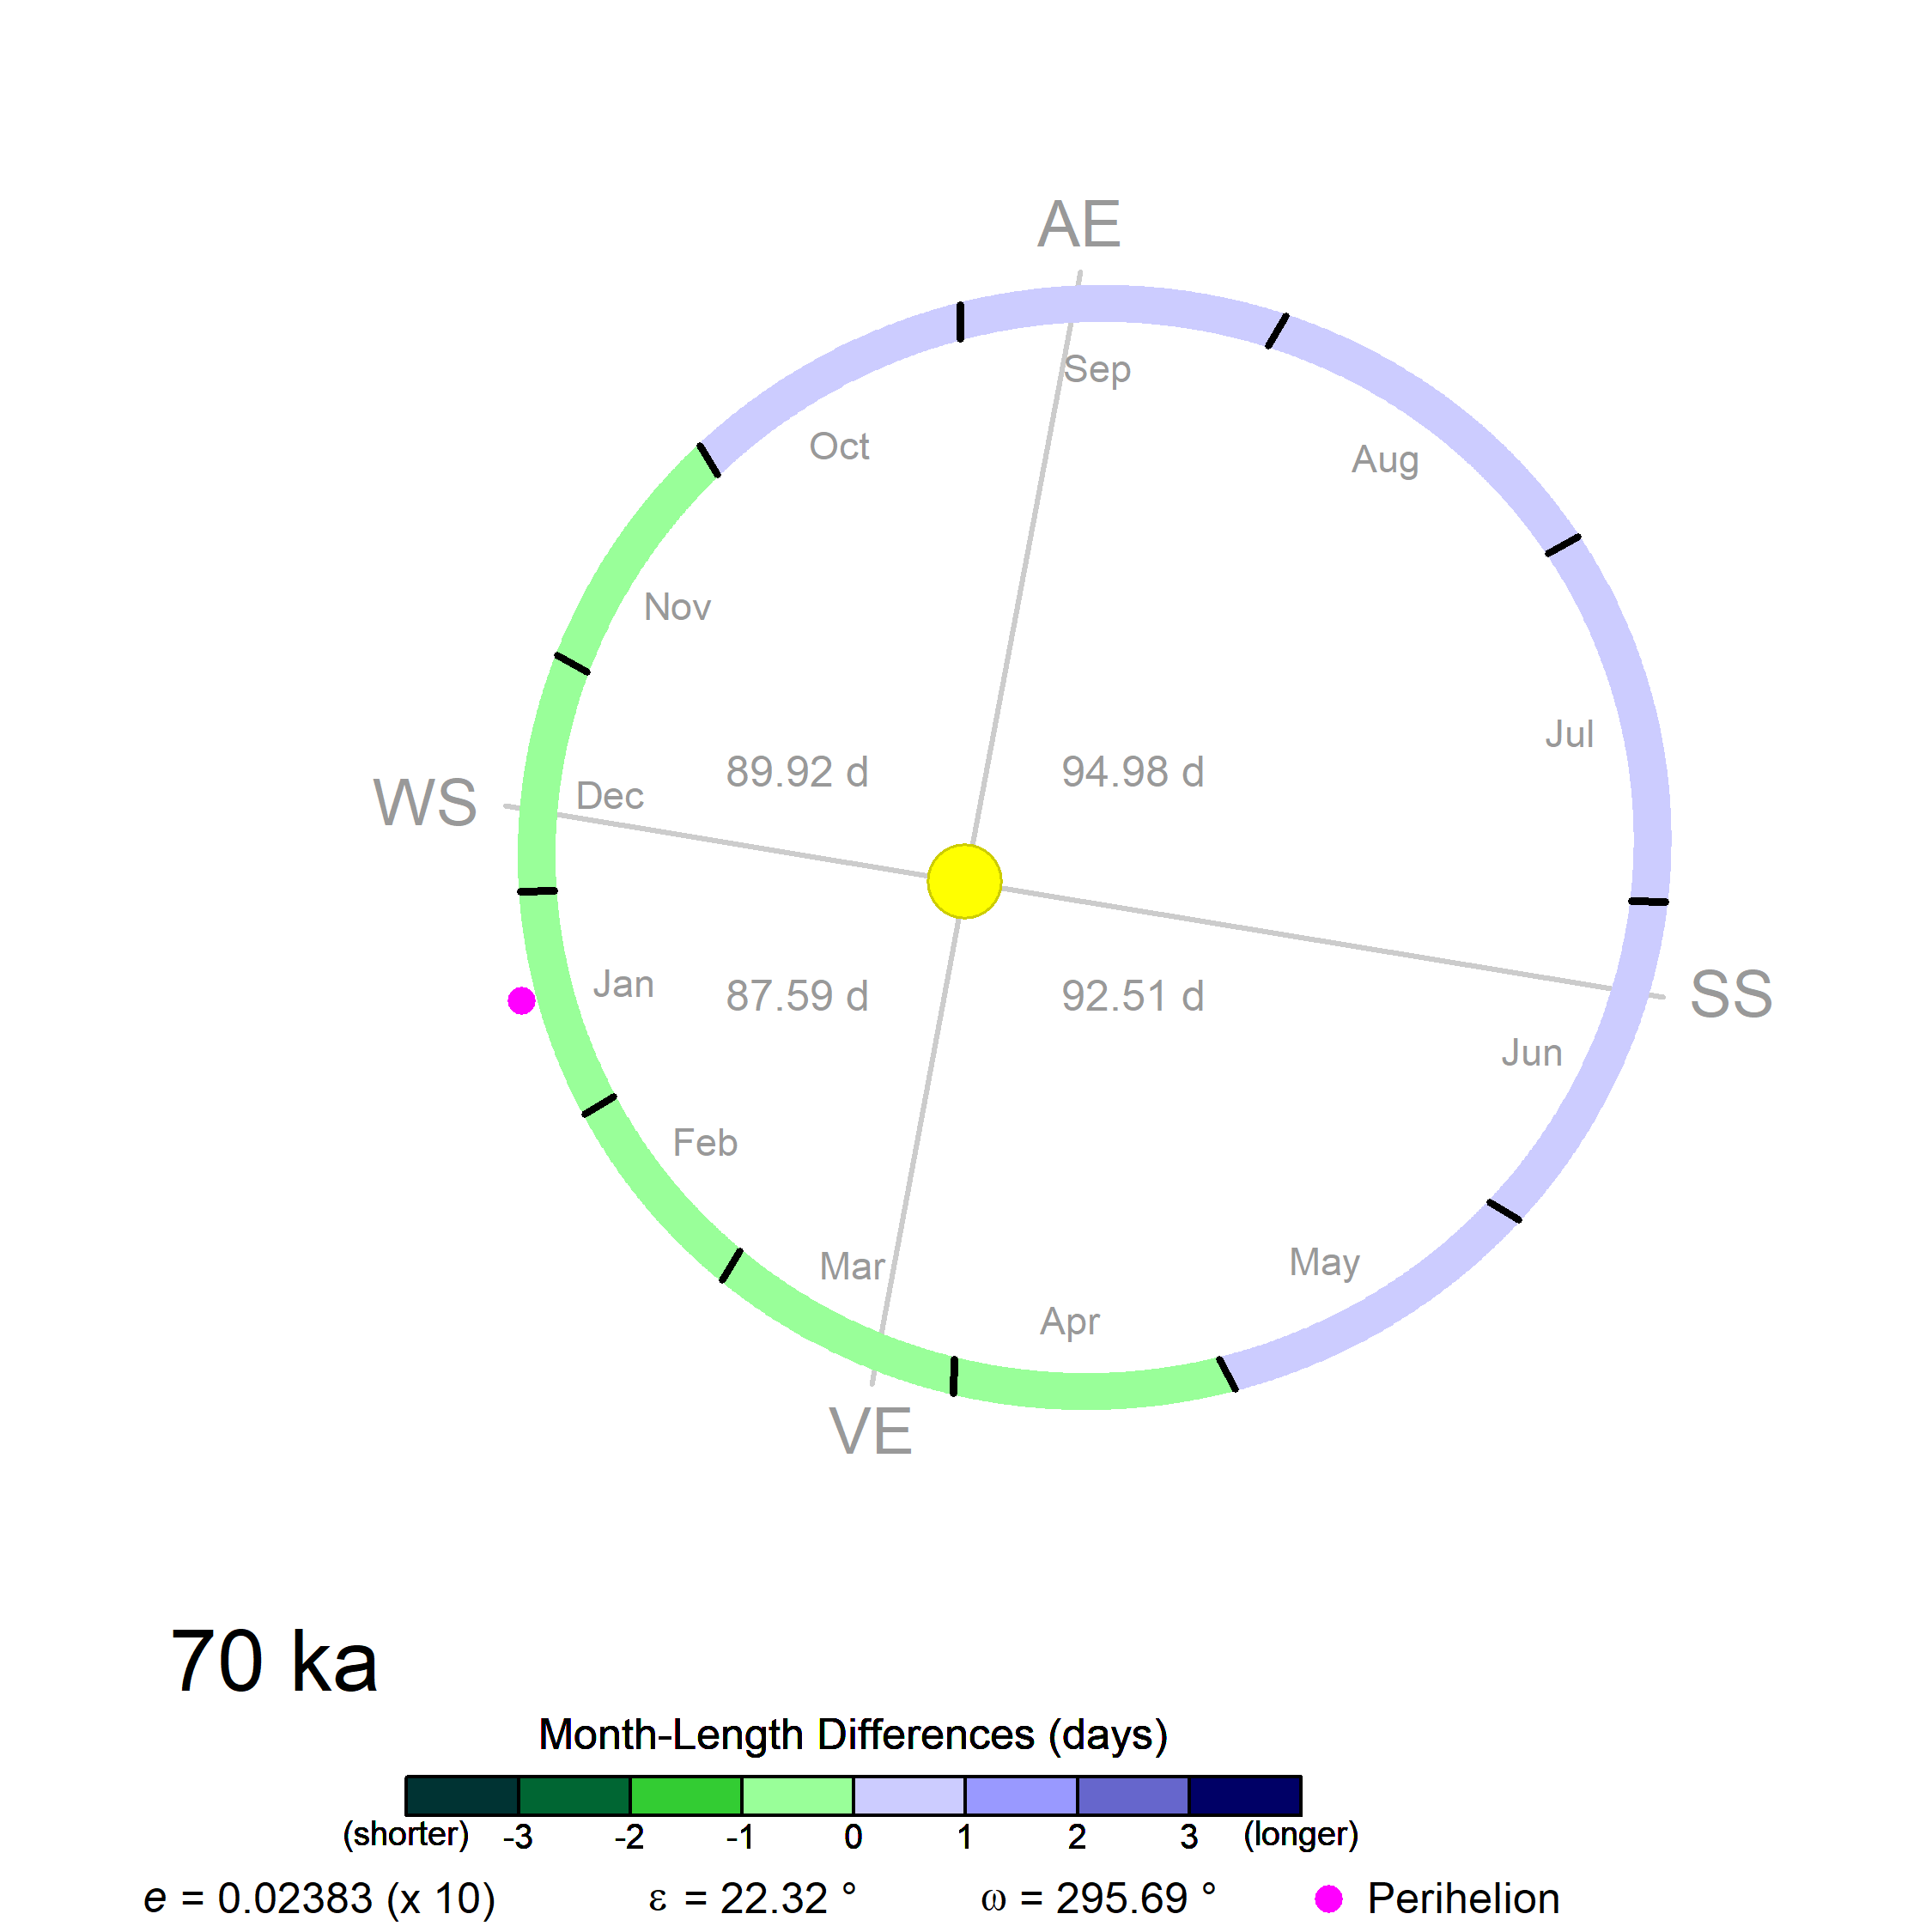 AE
Sep
Oct
Aug
Nov
Jul
89.92 d
94.98 d
WS
Dec
Jan
87.59 d
92.51 d
SS
Jun
Feb
Mar
May
Apr
VE
70 ka
Month-Length Differences (days)
(shorter) -3 -2 -1 0 1 2 3 (longer)
e = 0.02383 (x 10) ε = 22.32 ° ω = 295.69 ° Perihelion